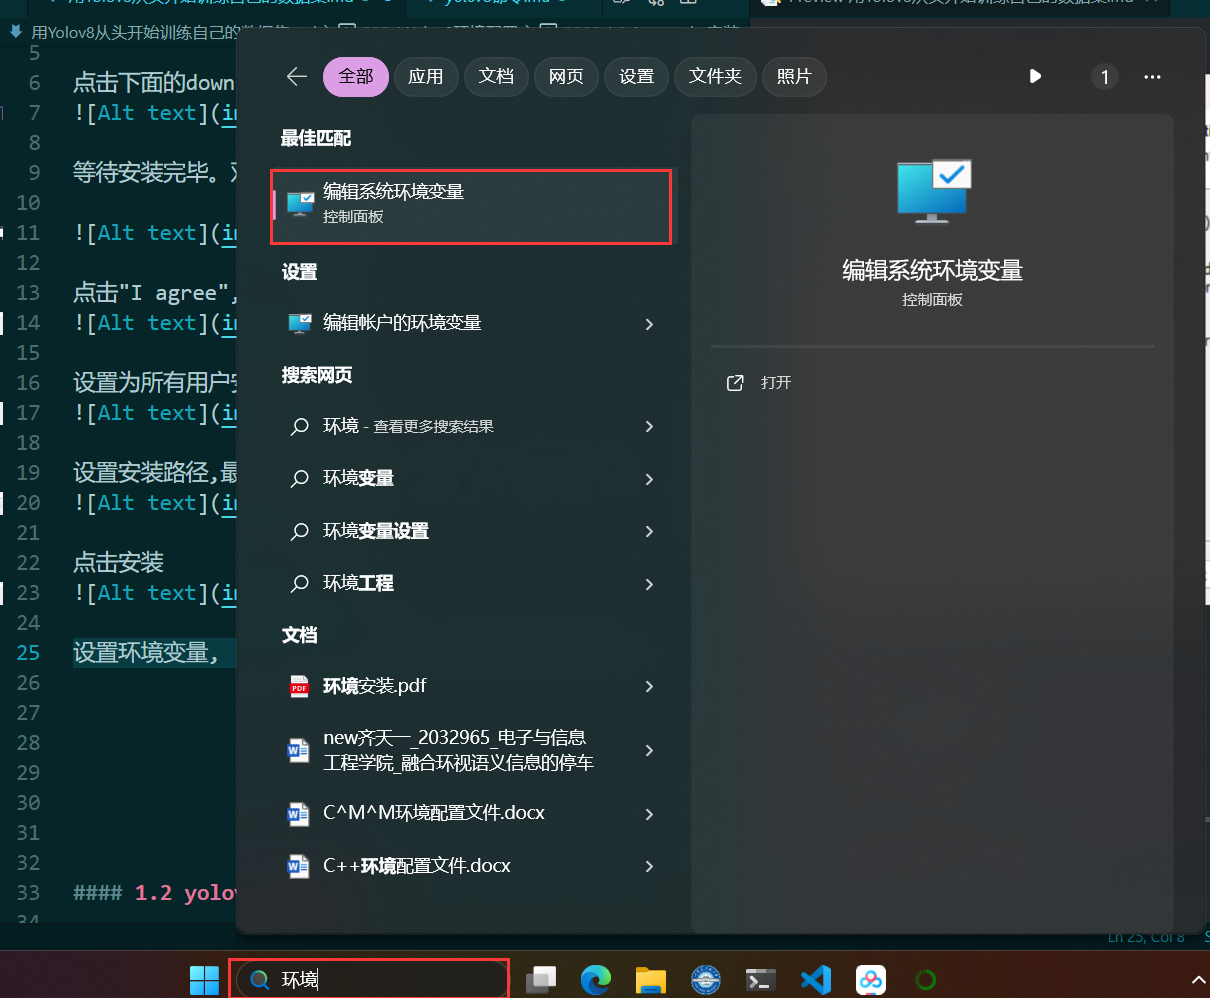 用Yolov8从头开始训练自己的
5
6 点击下面的down
7 ![Alt text](
8
9 等待安装完毕。
10
11 ![Alt text](
12
13 点击"I agree",
14 ![Alt text](
15
16 设置为所有用户
17 ![Alt text](
18
19 设置安装路径,最
20 ![Alt text](
21
22 点击安装
23 ![Alt text](
24
25 设置环境变量,
26
27
28
29
30
31
32
33 #### 1.2 yolov
34
全部 应用 文档 网页 设置 文件夹 照片 1
最佳匹配
编辑系统环境变量
控制面板
设置
编辑帐户的环境变量
搜索网页
环境 - 查看更多搜索结果
环境变量
环境变量设置
环境工程
文档
环境安装.pdf
new齐天一_2032965_电子与信息
工程学院_融合环视语义信息的停车
C^M^M环境配置文件.docx
C++环境配置文件.docx
编辑系统环境变量
控制面板
打开
Ln 25, Col 8
环境